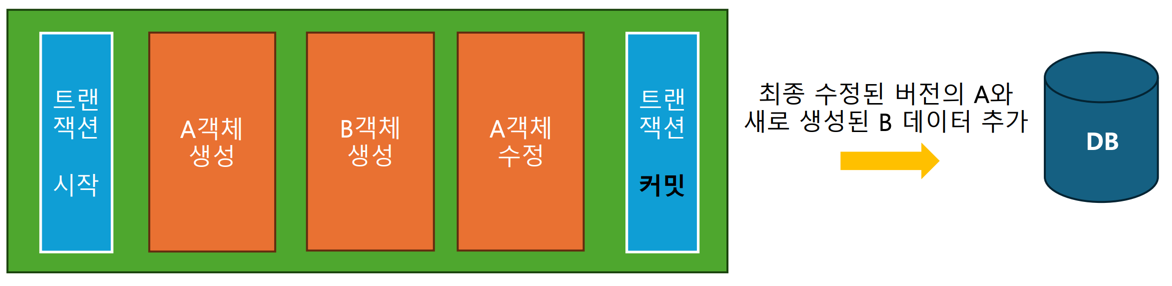 트랜
잭션
시작
A객체
생성
B객체
생성
A객체
수정
트랜
잭션
커밋
최종 수정된 버전의 A와
새로 생성된 B 데이터 추가
DB